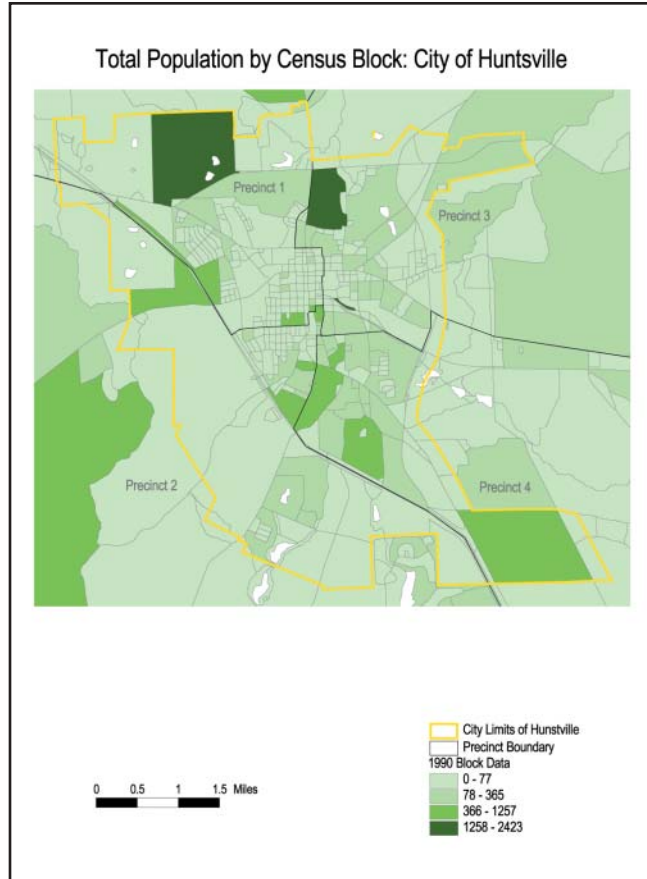 Total Population by Census Block: City of Huntsville
Precinct 1
Precinct 3
Precinct 2
Precinct 4
City Limits of Hunstville
Precinct Boundary
1990 Block Data
0 - 77
78 - 365
366 - 1257
1258 - 2423
0 0.5 1 1.5 Miles